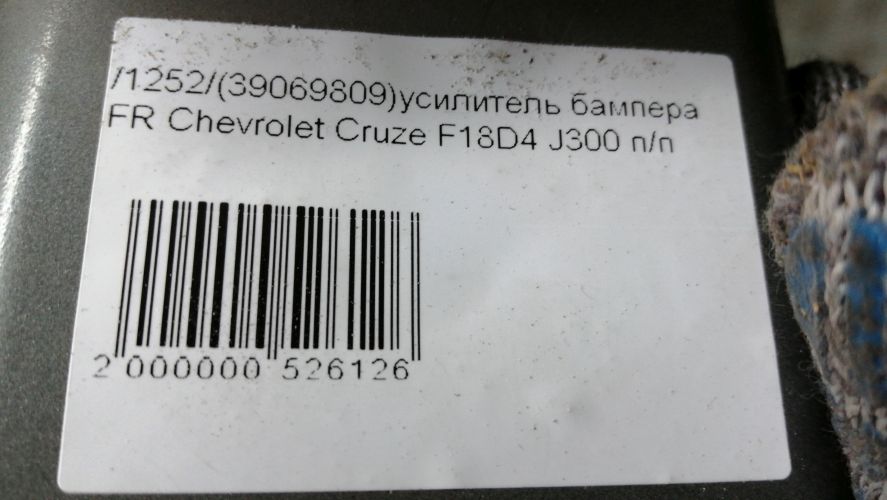 /1252/(39069809)усилитель бампера
FR Chevrolet Cruze F18D4 J300 п/п
2 000000 526126